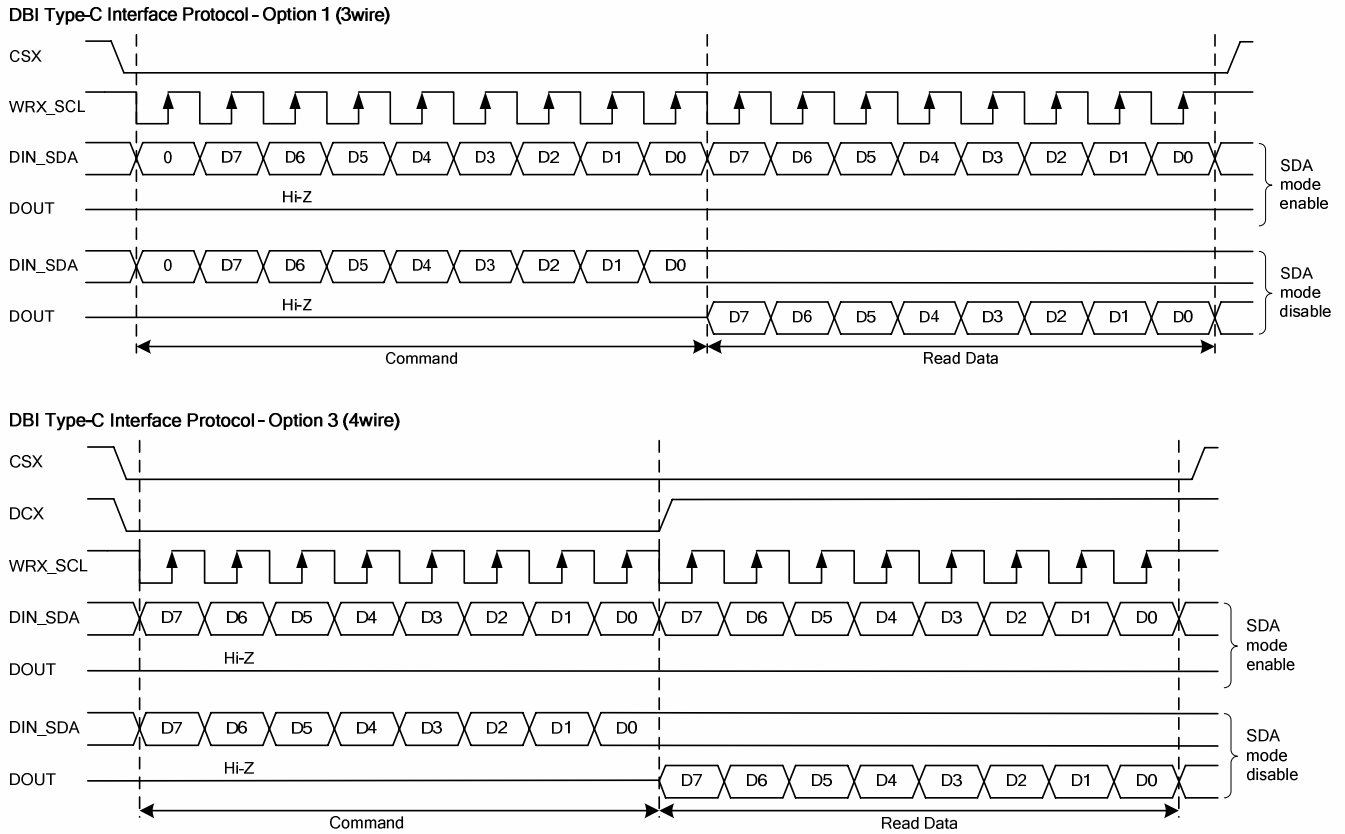 DBI Type-C Interface Protocol - Option 1 (3wire)
CSX
WRX_SCL
DIN_SDA 0 D7 D6 D5 D4 D3 D2 D1 D0 D7 D6 D5 D4 D3 D2 D1 D0
SDA mode enable
Hi-Z
DOUT
DIN_SDA 0 D7 D6 D5 D4 D3 D2 D1 D0
SDA mode disable
Hi-Z
DOUT D7 D6 D5 D4 D3 D2 D1 D0
Command Read Data
DBI Type-C Interface Protocol - Option 3 (4wire)
CSX
DCX
WRX_SCL
DIN_SDA D7 D6 D5 D4 D3 D2 D1 D0 D7 D6 D5 D4 D3 D2 D1 D0
SDA mode enable
Hi-Z
DOUT
DIN_SDA D7 D6 D5 D4 D3 D2 D1 D0
SDA mode disable
Hi-Z
DOUT D7 D6 D5 D4 D3 D2 D1 D0
Command Read Data